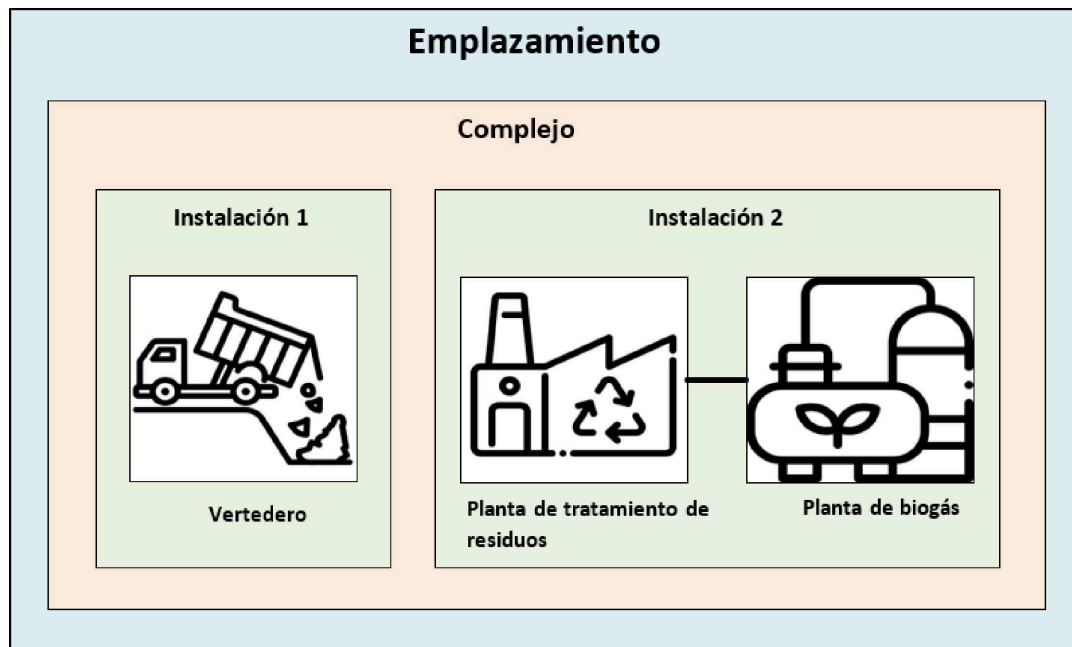 Emplazamiento
Complejo
Instalación 1
Instalación 2
Vertedero
Planta de tratamiento de
residuos
Planta de biogás